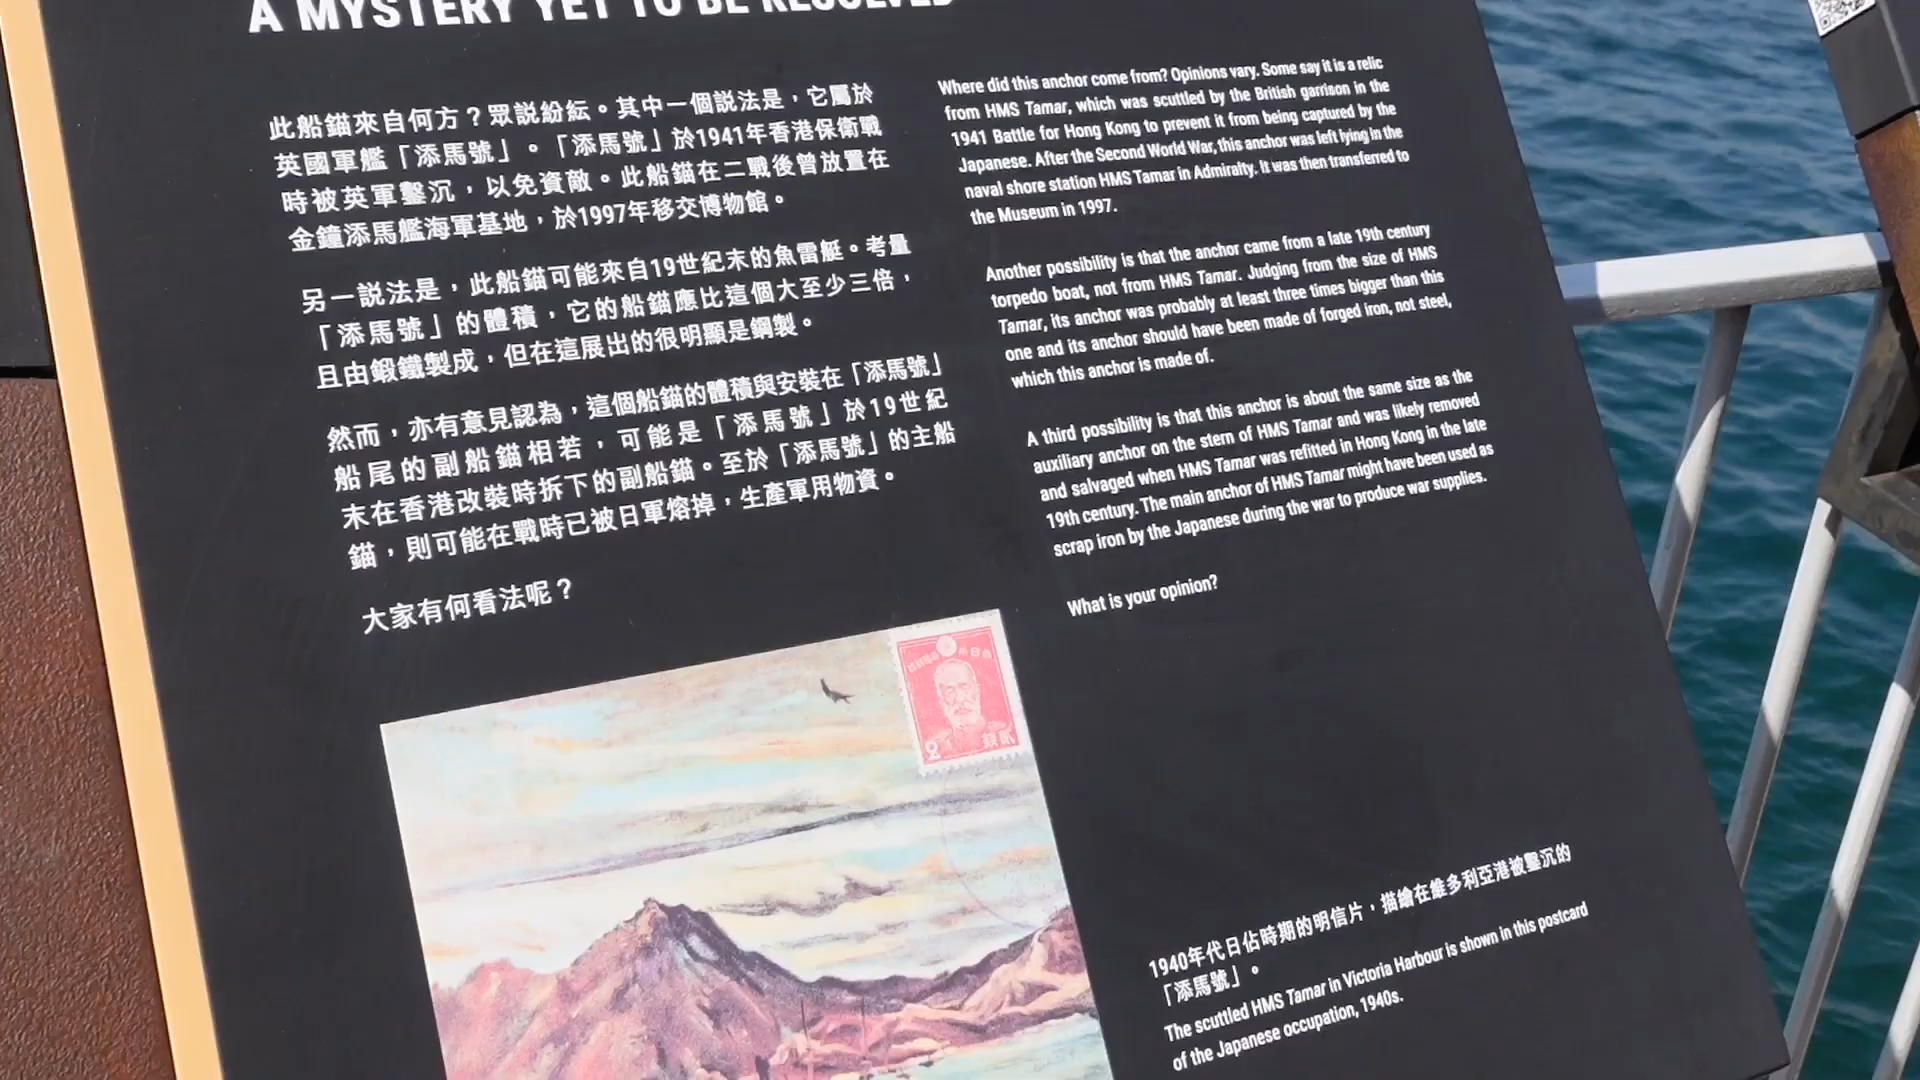 A MYSTERY YET TO BE RESOLVED
此船錨來自何方？眾説紛紜。其中一個説法是，它屬於
英國軍艦「添馬號」。「添馬號」於1941年香港保衛戰
時被英軍鑿沉，以免資敵。此船錨在二戰後曾放置在
金鐘添馬艦海軍基地，於1997年移交博物館。
另一説法是，此船錨可能來自19世紀末的魚雷艇。考量
「添馬號」的體積，它的船錨應比這個大至少三倍，
且由鍛鐵製成，但在這展出的很明顯是鋼製。
然而，亦有意見認為，這個船錨的體積與安裝在「添馬號」
船尾的副船錨相若，可能是「添馬號」於19世紀
末在香港改裝時拆下的副船錨。至於「添馬號」的主船
錨，則可能在戰時已被日軍熔掉，生產軍用物資。
大家有何看法呢？
Where did this anchor come from? Opinions vary. Some say it is a relic
from HMS Tamar, which was scuttled by the British garrison in the
1941 Battle for Hong Kong to prevent it from being captured by the
Japanese. After the Second World War, this anchor was left lying in the
naval shore station HMS Tamar in Admiralty. It was then transferred to
the Museum in 1997.
Another possibility is that the anchor came from a late 19th century
torpedo boat, not from HMS Tamar. Judging from the size of HMS
Tamar, its anchor was probably at least three times bigger than this
one and its anchor should have been made of forged iron, not steel,
which this anchor is made of.
A third possibility is that this anchor is about the same size as the
auxiliary anchor on the stern of HMS Tamar and was likely removed
and salvaged when HMS Tamar was refitted in Hong Kong in the late
19th century. The main anchor of HMS Tamar might have been used as
scrap iron by the Japanese during the war to produce war supplies.
What is your opinion?
2 錢貳
1940年代日佔時期的明信片，描繪在維多利亞港被鑿沉的
「添馬號」。
The scuttled HMS Tamar in Victoria Harbour is shown in this postcard
of the Japanese occupation, 1940s.